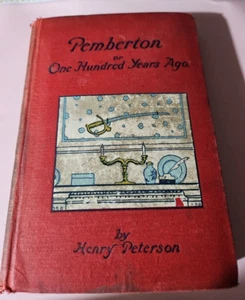 Pemberton
or
One Hundred Years Ago.
by
Henry Peterson